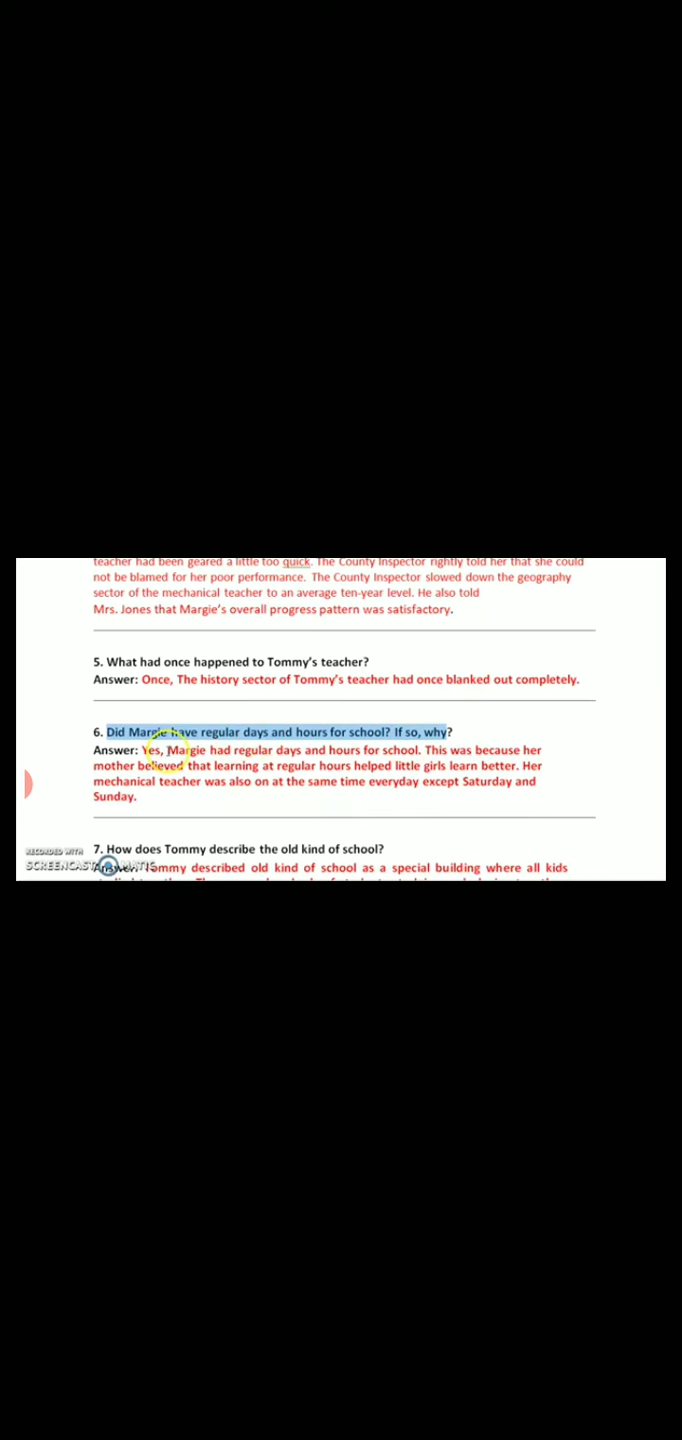 teacher had been geared a little too quick. The County Inspector rightly told her that she could
not be blamed for her poor performance. The County Inspector slowed down the geography
sector of the mechanical teacher to an average ten-year level. He also told
Mrs. Jones that Margie's overall progress pattern was satisfactory.
5. What had once happened to Tommy's teacher?
Answer: Once, The history sector of Tommy's teacher had once blanked out completely.
6. Did Margie have regular days and hours for school? If so, why?
Answer: Yes, Margie had regular days and hours for school. This was because her
mother believed that learning at regular hours helped little girls learn better. Her
mechanical teacher was also on at the same time everyday except Saturday and
Sunday.
7. How does Tommy describe the old kind of school?
RECORDED WITH
SCREENCAST MATIC
Answer: Tommy described old kind of school as a special building where all kids